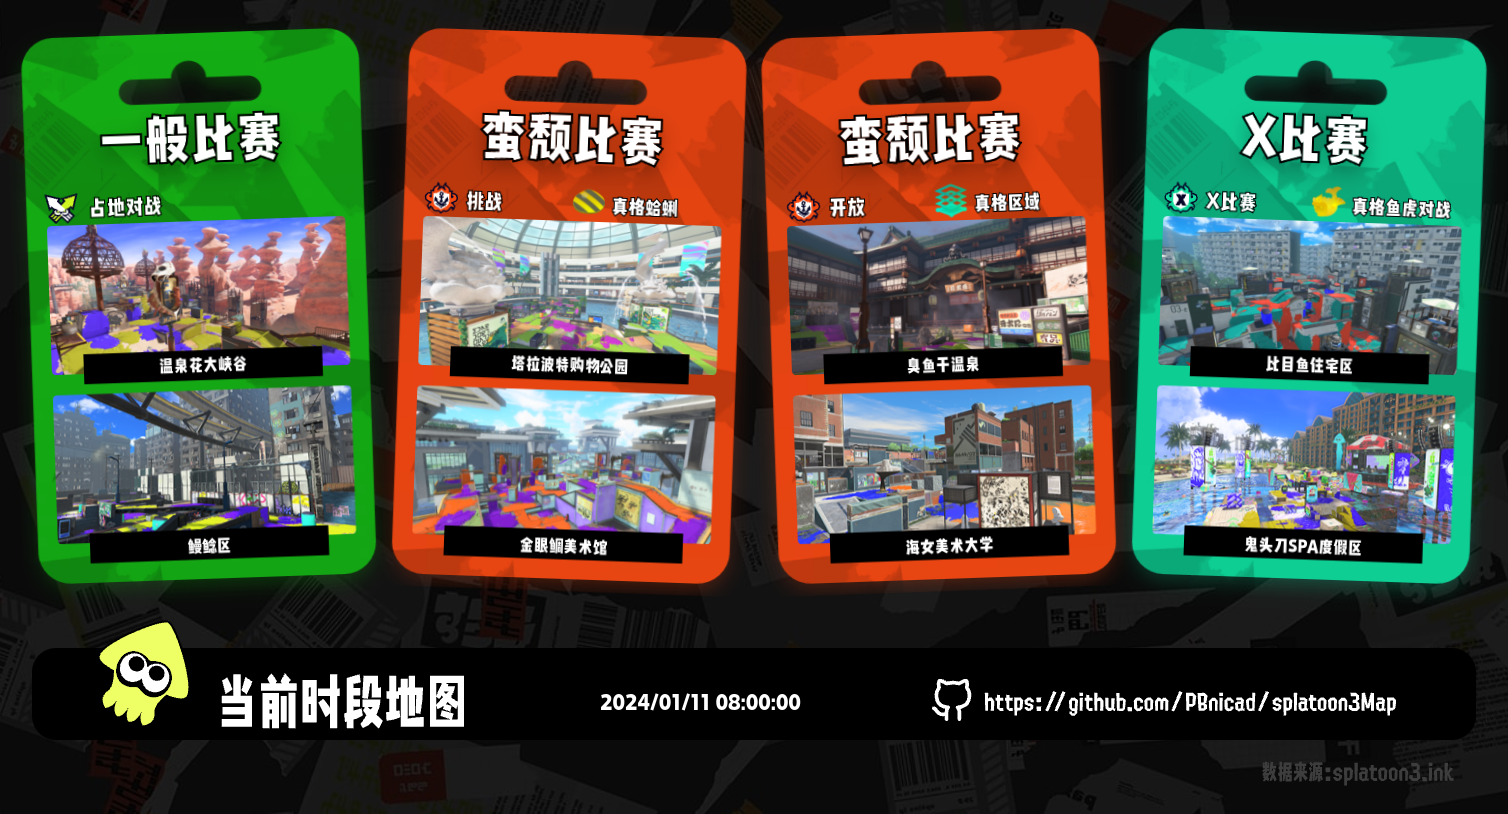 一般比赛
占地对战
温泉花大峡谷
鳗鲶区
蛮颓比赛
挑战
真格蛤蜊
塔拉波特购物公园
金眼鲷美术馆
蛮颓比赛
开放
真格区域
臭鱼干温泉
海女美术大学
X比赛
X比赛
真格鱼虎对战
比目鱼住宅区
鬼头刀SPA度假区
当前时段地图
2024/01/11 08:00:00
https://github.com/PBnicad/splatoon3Map
数据来源:splatoon3.ink